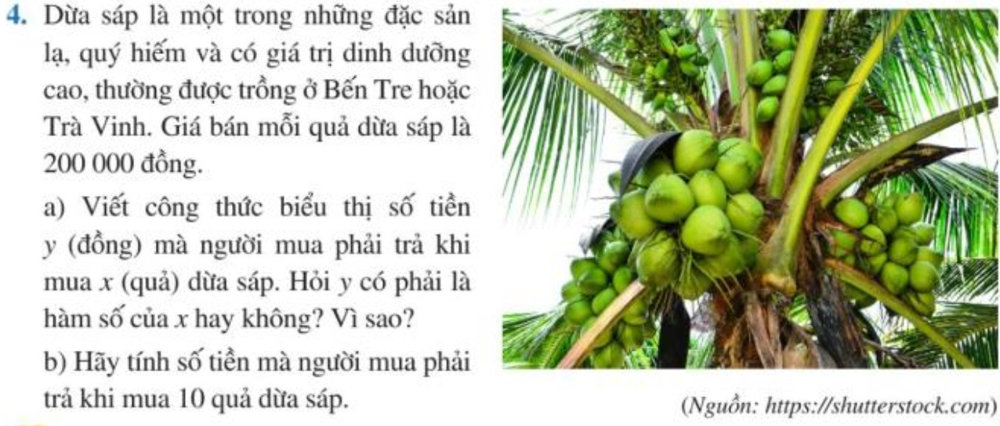 4. Dừa sáp là một trong những đặc sản
lạ, quý hiếm và có giá trị dinh dưỡng
cao, thường được trồng ở Bến Tre hoặc
Trà Vinh. Giá bán mỗi quả dừa sáp là
200 000 đồng.
a) Viết công thức biểu thị số tiền
y (đồng) mà người mua phải trả khi
mua x (quả) dừa sáp. Hỏi y có phải là
hàm số của x hay không? Vì sao?
b) Hãy tính số tiền mà người mua phải
trả khi mua 10 quả dừa sáp.
(Nguồn: https://shutterstock.com)